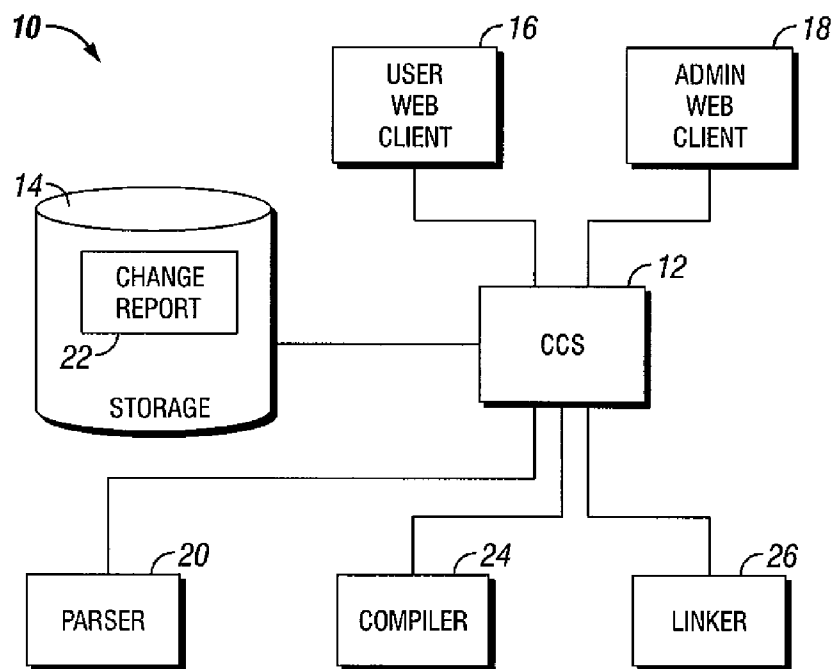 10
16
18
USER
WEB
CLIENT
ADMIN
WEB
CLIENT
14
CHANGE
REPORT
22
STORAGE
12
CCS
20
PARSER
24
COMPILER
26
LINKER